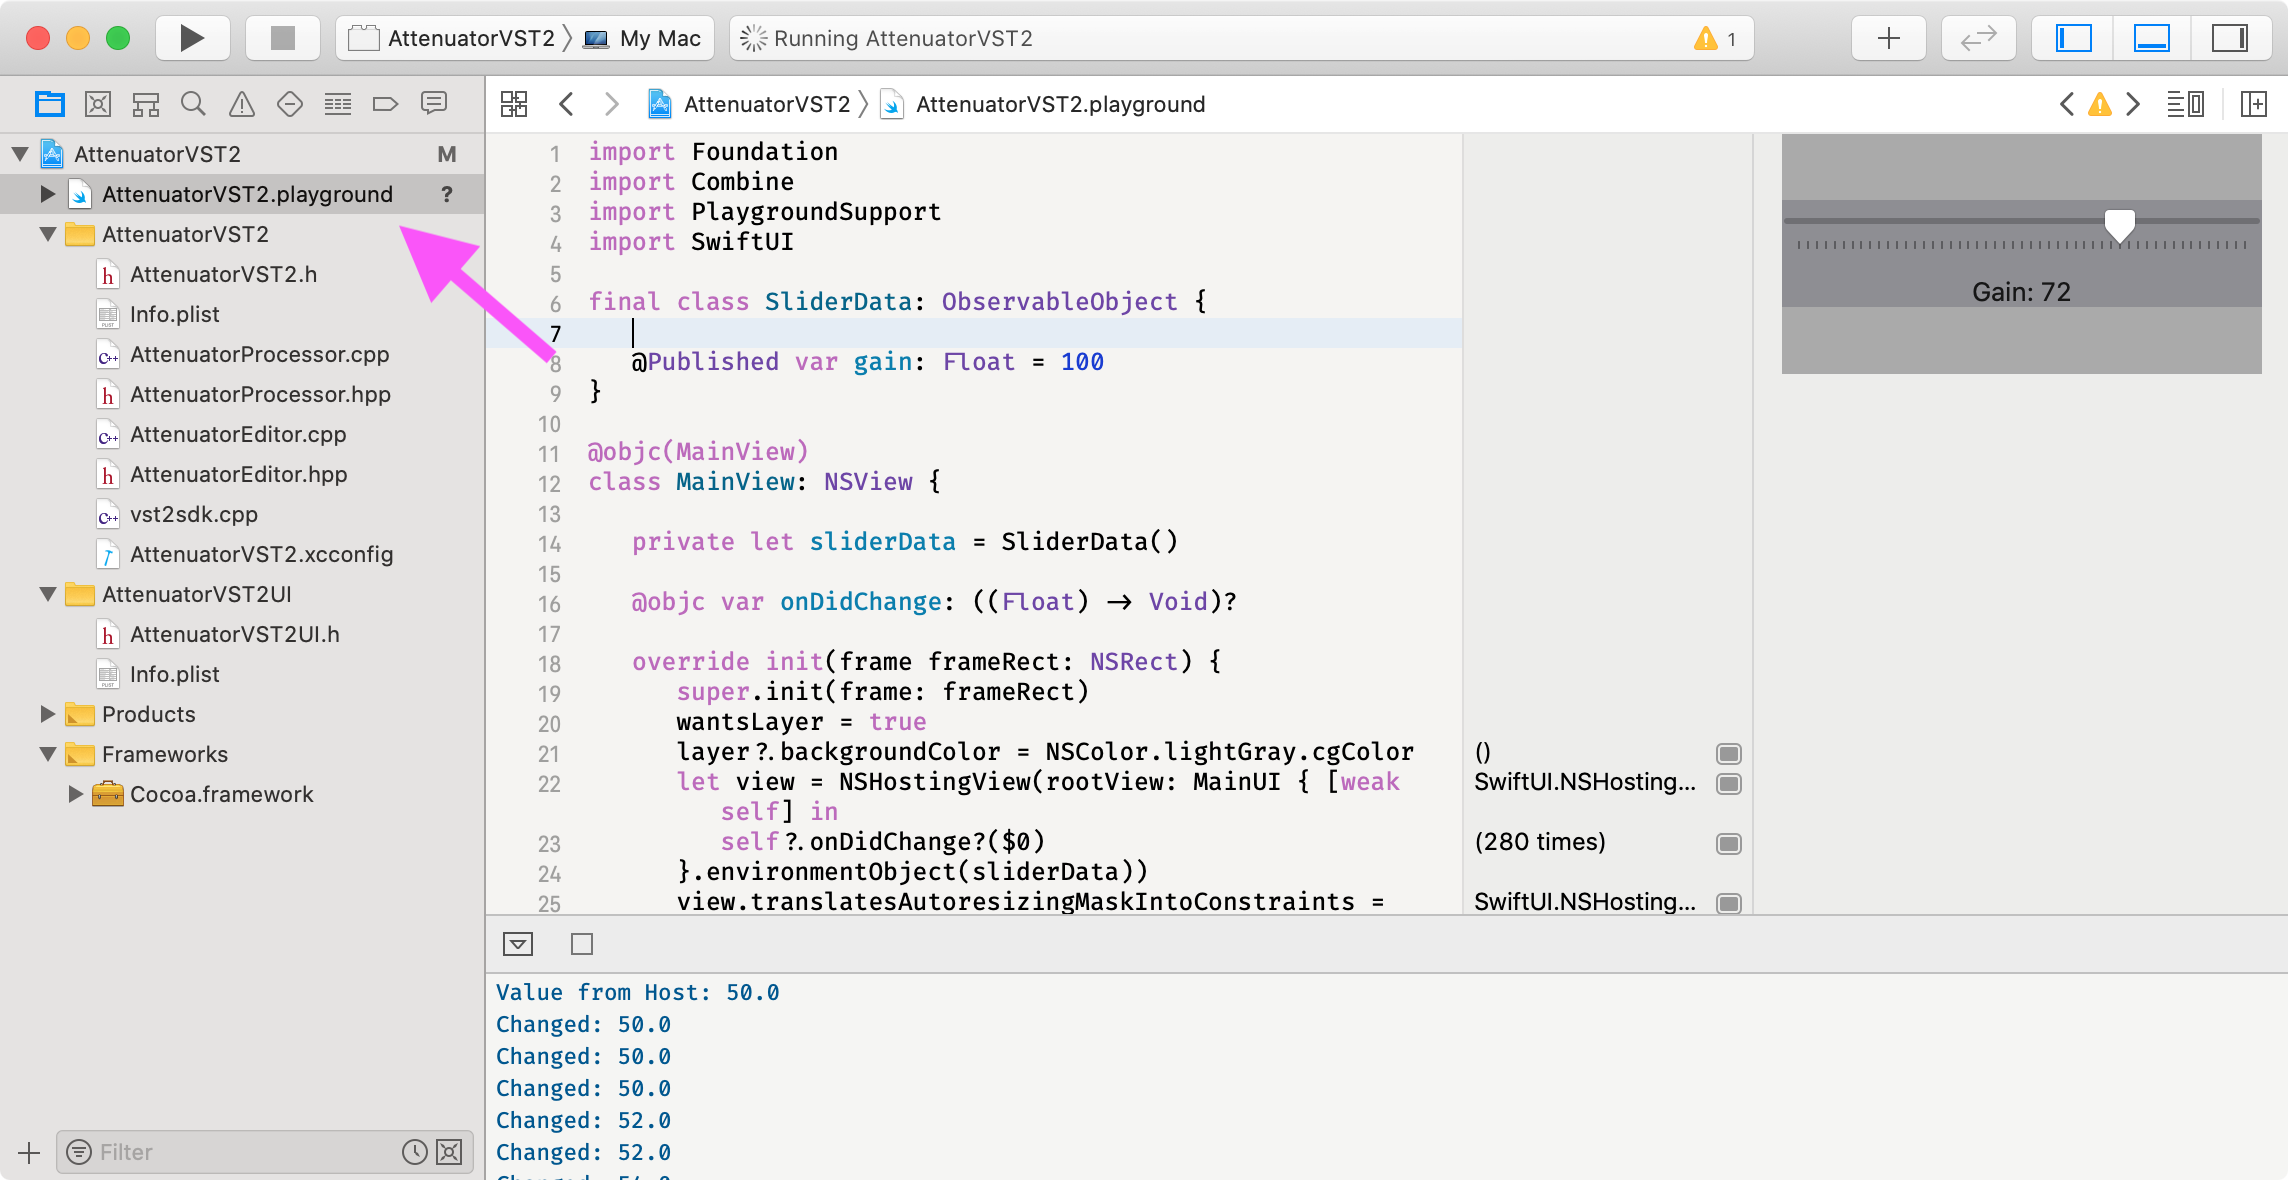 AttenuatorVST2 〉 My Mac
Running AttenuatorVST2
1
AttenuatorVST2 〉 AttenuatorVST2.playground
AttenuatorVST2 M
AttenuatorVST2.playground ?
AttenuatorVST2
h AttenuatorVST2.h
PLIST Info.plist
C++ AttenuatorProcessor.cpp
h AttenuatorProcessor.hpp
C++ AttenuatorEditor.cpp
h AttenuatorEditor.hpp
C++ vst2sdk.cpp
AttenuatorVST2.xcconfig
AttenuatorVST2UI
h AttenuatorVST2UI.h
PLIST Info.plist
Products
Frameworks
Cocoa.framework
Filter
1 import Foundation
2 import Combine
3 import PlaygroundSupport
4 import SwiftUI
5
6 final class SliderData: ObservableObject {
7
8 @Published var gain: Float = 100
9 }
10
11 @objc(MainView)
12 class MainView: NSView {
13
14 private let sliderData = SliderData()
15
16 @objc var onDidChange: ((Float) -> Void)?
17
18 override init(frame frameRect: NSRect) {
19 super.init(frame: frameRect)
20 wantsLayer = true
21 layer?.backgroundColor = NSColor.lightGray.cgColor
22 let view = NSHostingView(rootView: MainUI { [weak
self] in
23 self?.onDidChange?($0)
24 }.environmentObject(sliderData))
25 view.translatesAutoresizingMaskIntoConstraints =
()
SwiftUI.NSHosting...
(280 times)
SwiftUI.NSHosting...
Gain: 72
Value from Host: 50.0
Changed: 50.0
Changed: 50.0
Changed: 50.0
Changed: 52.0
Changed: 52.0